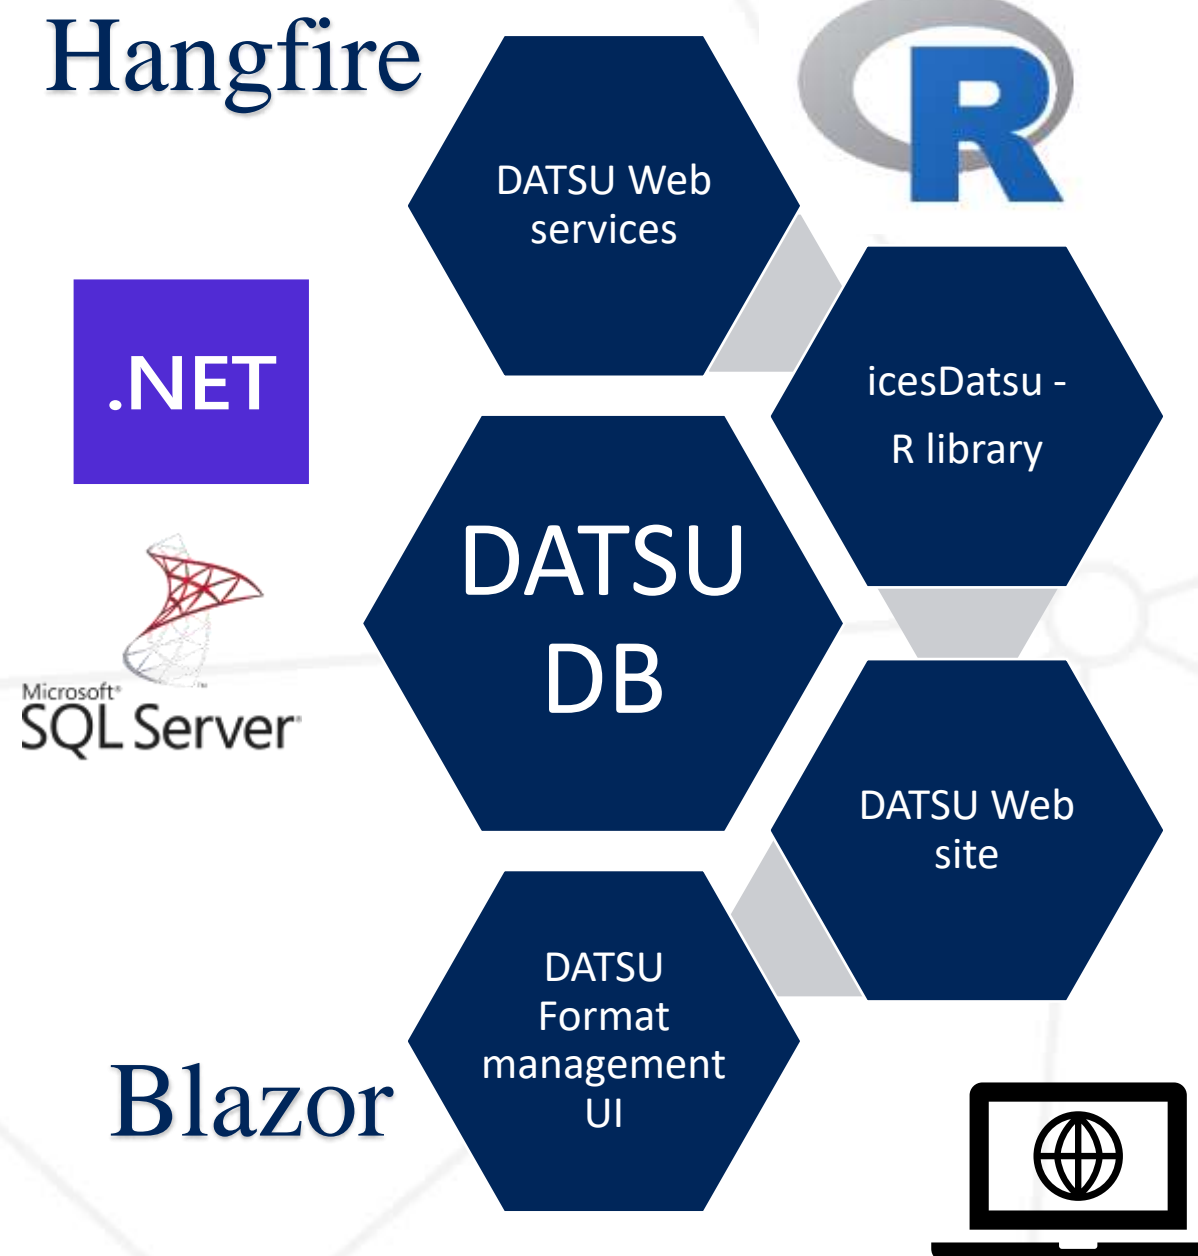 Hangfire
R
DATSU Web
services
.NET
icesDatsu -
R library
DATSU
DB
Microsoft®
SQL Server®
DATSU Web
site
DATSU
Format
management
UI
Blazor